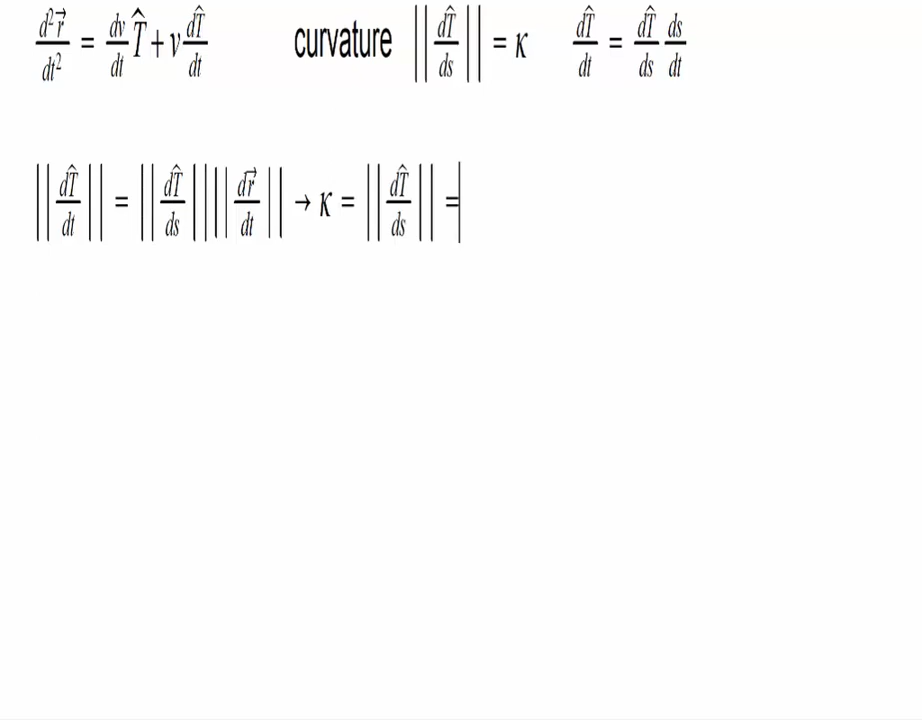 d²r⃗/dt² = dv/dt T̂ + v dT̂/dt curvature ||dT̂/ds|| = κ dT̂/dt = dT̂/ds ds/dt
||dT̂/dt|| = ||dT̂/ds|| ||dr⃗/dt|| → κ = ||dT̂/ds|| =